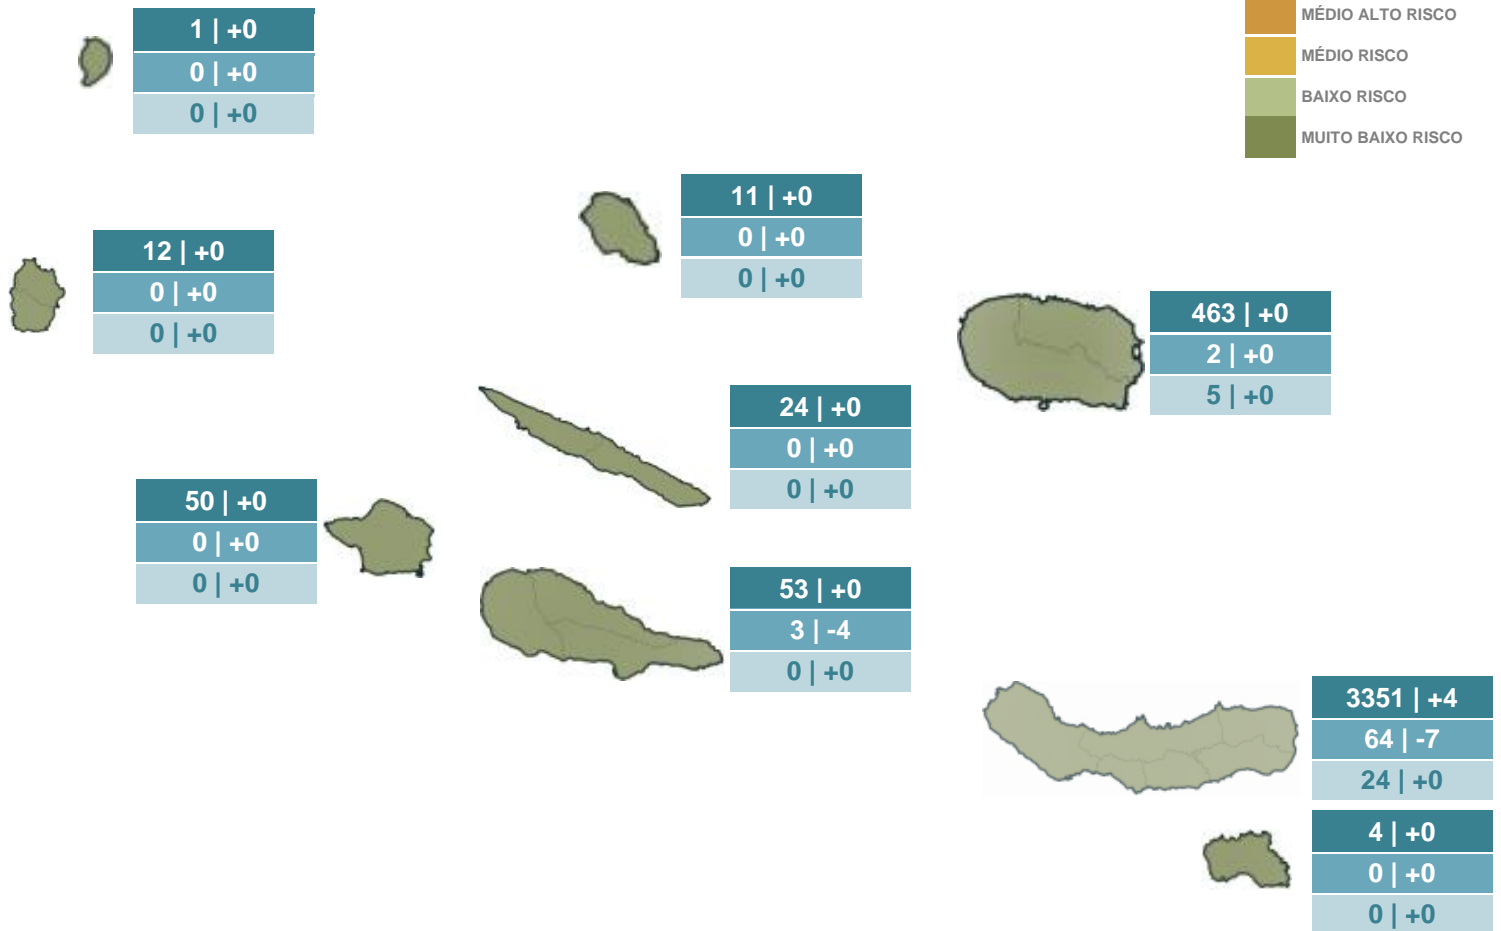 MÉDIO ALTO RISCO
MÉDIO RISCO
BAIXO RISCO
MUITO BAIXO RISCO
1 | +0
0 | +0
0 | +0
11 | +0
0 | +0
0 | +0
12 | +0
0 | +0
0 | +0
463 | +0
2 | +0
5 | +0
24 | +0
0 | +0
0 | +0
50 | +0
0 | +0
0 | +0
53 | +0
3 | -4
0 | +0
3351 | +4
64 | -7
24 | +0
4 | +0
0 | +0
0 | +0